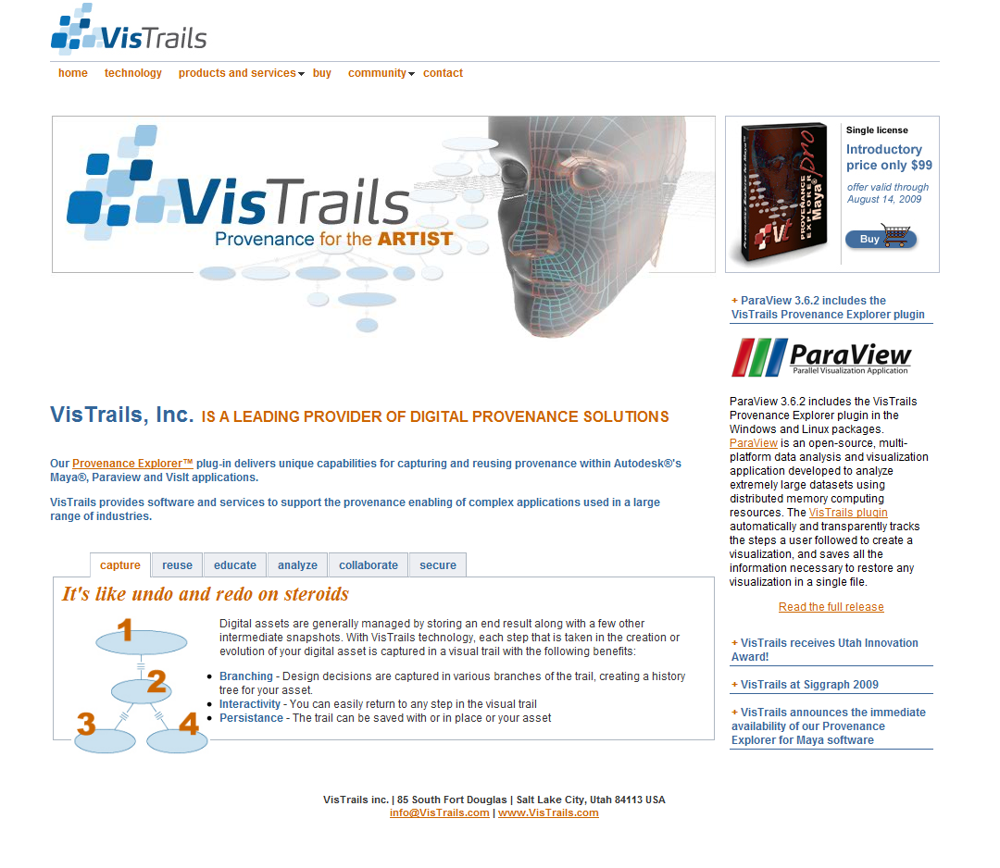 VisTrails
home technology products and services buy community contact
VisTrails
Provenance for the ARTIST
Single license
Introductory
price only $99
offer valid through
August 14, 2009
Buy
PROVENANCE
EXPLORER
Maya® pro
+ ParaView 3.6.2 includes the
VisTrails Provenance Explorer plugin
ParaView
Parallel Visualization Application
ParaView 3.6.2 includes the VisTrails
Provenance Explorer plugin in the
Windows and Linux packages.
ParaView is an open-source, multi-
platform data analysis and visualization
application developed to analyze
extremely large datasets using
distributed memory computing
resources. The VisTrails plugin
automatically and transparently tracks
the steps a user followed to create a
visualization, and saves all the
information necessary to restore any
visualization in a single file.
Read the full release
+ VisTrails receives Utah Innovation
Award!
+ VisTrails at Siggraph 2009
+ VisTrails announces the immediate
availability of our Provenance
Explorer for Maya software
VisTrails, Inc. IS A LEADING PROVIDER OF DIGITAL PROVENANCE SOLUTIONS
Our Provenance Explorer™ plug-in delivers unique capabilities for capturing and reusing provenance within Autodesk®'s
Maya®, Paraview and VisIt applications.
VisTrails provides software and services to support the provenance enabling of complex applications used in a large
range of industries.
capture reuse educate analyze collaborate secure
It's like undo and redo on steroids
1
2
3 4
Digital assets are generally managed by storing an end result along with a few other
intermediate snapshots. With VisTrails technology, each step that is taken in the creation or
evolution of your digital asset is captured in a visual trail with the following benefits:
• Branching - Design decisions are captured in various branches of the trail, creating a history
tree for your asset.
• Interactivity - You can easily return to any step in the visual trail
• Persistance - The trail can be saved with or in place or your asset
VisTrails inc. | 85 South Fort Douglas | Salt Lake City, Utah 84113 USA
info@VisTrails.com | www.VisTrails.com